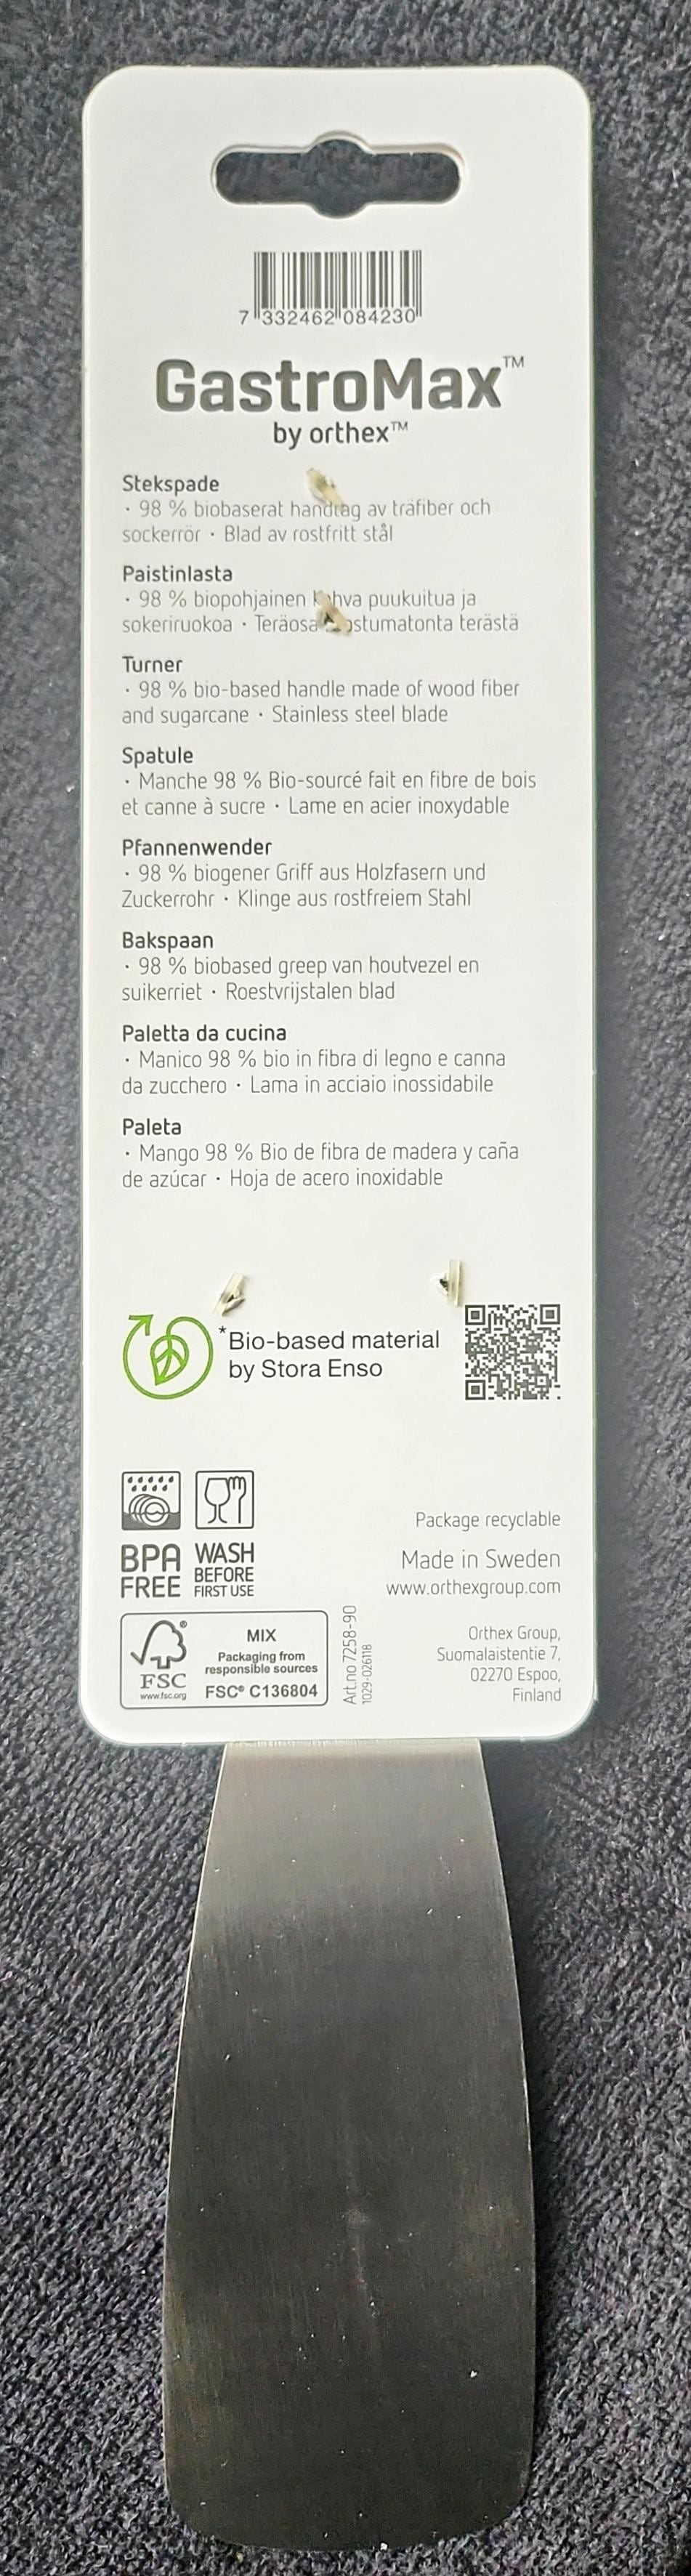 7 332462 084230
GastroMax™
by orthex™
Stekspade
· 98 % biobaserat handtag av träfiber och
sockerrör · Blad av rostfritt stål
Paistinlasta
· 98 % biopohjainen puukuitua ja
sokeriruokoa · Teräosa terästä
Turner
· 98 % bio-based handle made of wood fiber
and sugarcane · Stainless steel blade
Spatule
· Manche 98 % Bio-sourcé fait en fibre de bois
et canne à sucre · Lame en acier inoxydable
Pfannenwender
· 98 % biogener Griff aus Holzfasern und
Zuckerrohr · Klinge aus rostfreiem Stahl
Bakspaan
· 98 % biobased greep van houtvezel en
suikerriet · Roestvrijstalen blad
Paletta da cucina
· Manico 98 % bio in fibra di legno e canna
da zucchero · Lama in acciaio inossidabile
Paleta
· Mango 98 % Bio de fibra de madera y caña
de azúcar · Hoja de acero inoxidable
*Bio-based material
by Stora Enso
BPA
FREE
WASH
BEFORE
FIRST USE
Package recyclable
Made in Sweden
www.orthexgroup.com
FSC®
www.fsc.org
MIX
Packaging from
responsible sources
FSC® C136804
Art.no 7258-90
1029-026118
Orthex Group,
Suomalaistentie 7,
02270 Espoo,
Finland